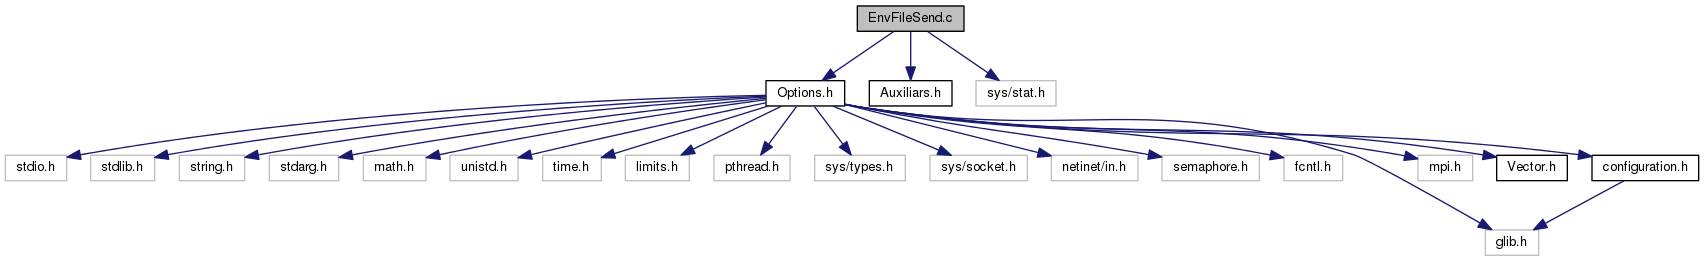 EnvFileSend.c
Options.h
Auxiliars.h
sys/stat.h
stdio.h
stdlib.h
string.h
stdarg.h
math.h
unistd.h
time.h
limits.h
pthread.h
sys/types.h
sys/socket.h
netinet/in.h
semaphore.h
fcntl.h
mpi.h
Vector.h
configuration.h
glib.h